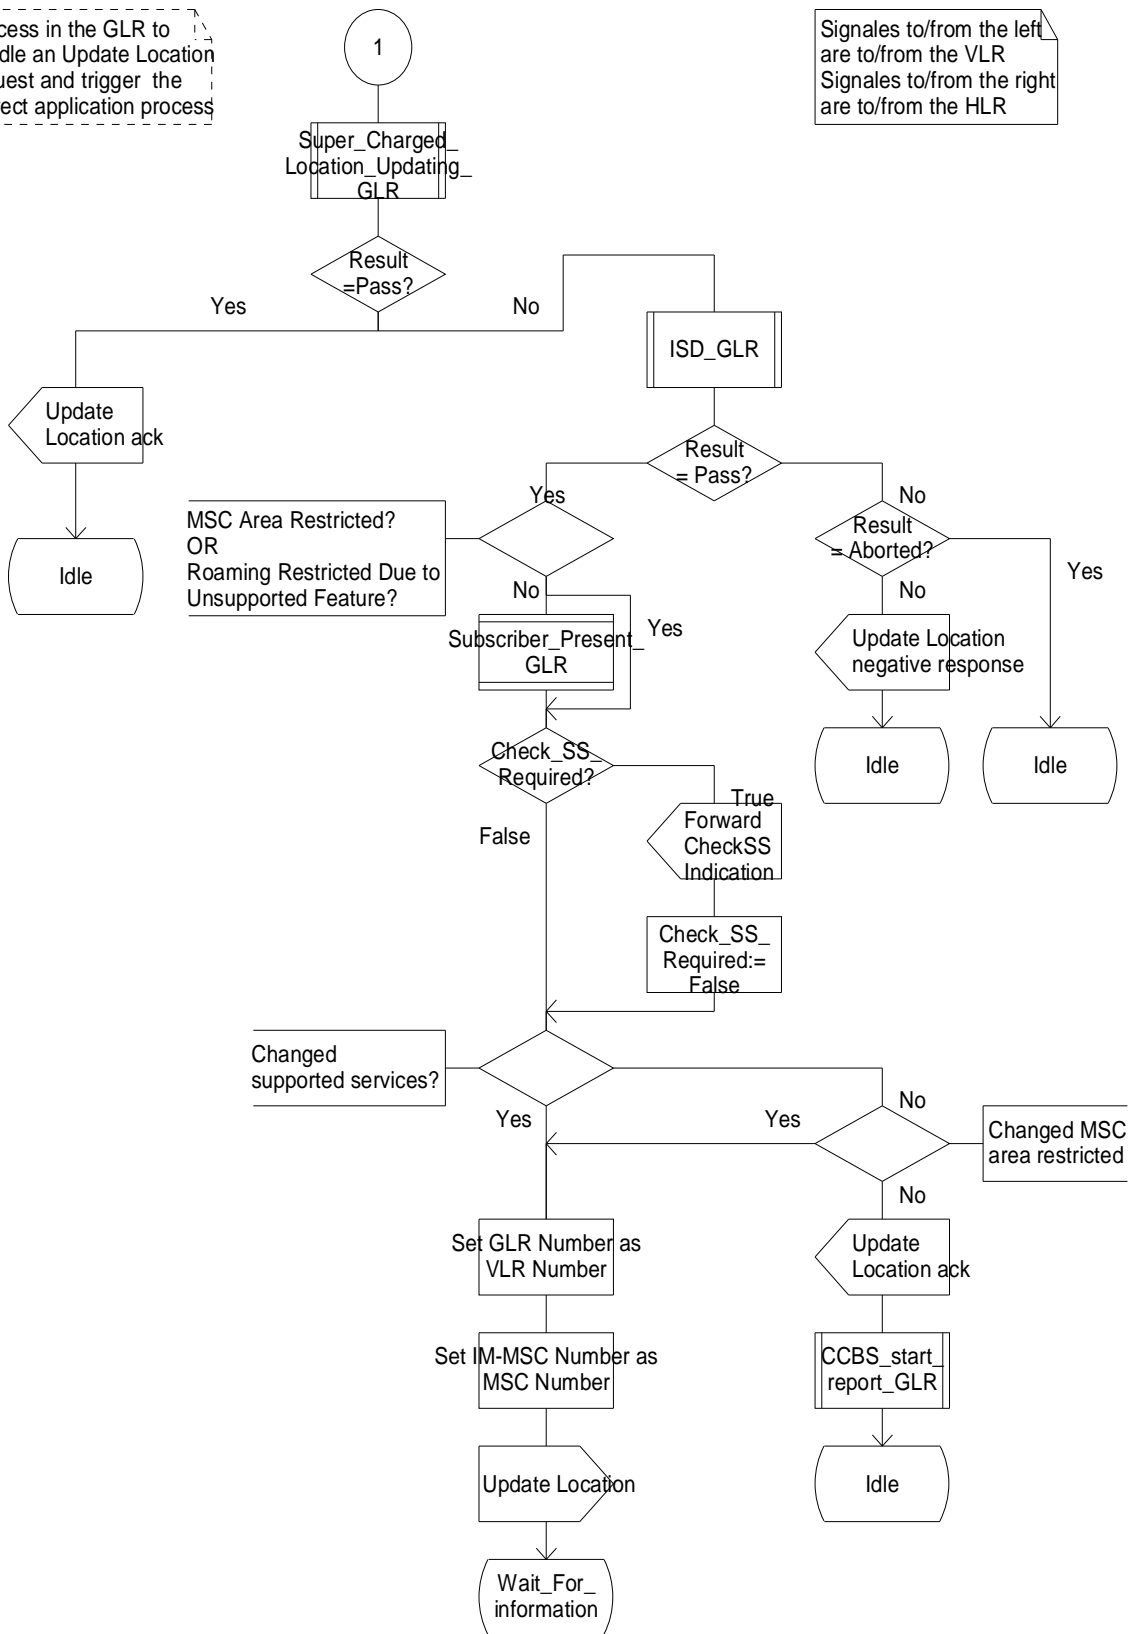 cess in the GLR to
dle an Update Location
uest and trigger the
ect application process
1
Signales to/from the left
are to/from the VLR
Signales to/from the right
are to/from the HLR
Super_Charged_
Location_Updating_
GLR
Result
=Pass?
Yes
No
ISD_GLR
Update
Location ack
Idle
Result
= Pass?
Yes
No
MSC Area Restricted?
OR
Roaming Restricted Due to
Unsupported Feature?
Result
= Aborted?
Yes
No
No
Yes
Subscriber_Present_
GLR
Update Location
negative response
Idle
Idle
Check_SS_
Required?
True
False
Forward
CheckSS
Indication
Check_SS_
Required:=
False
Changed
supported services?
Yes
No
Yes
Changed MSC
area restricted
No
Set GLR Number as
VLR Number
Update
Location ack
Set IM-MSC Number as
MSC Number
CCBS_start_
report_GLR
Update Location
Idle
Wait_For_
information